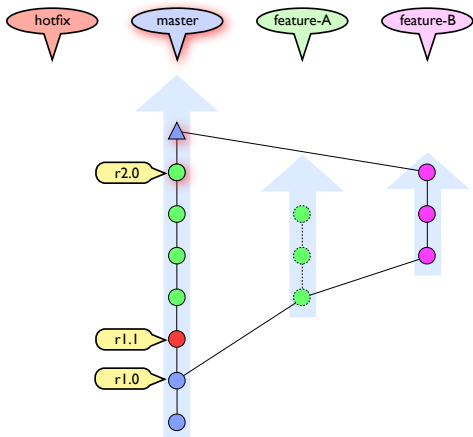 hotfix
master
feature-A
feature-B
r2.0
r1.1
r1.0